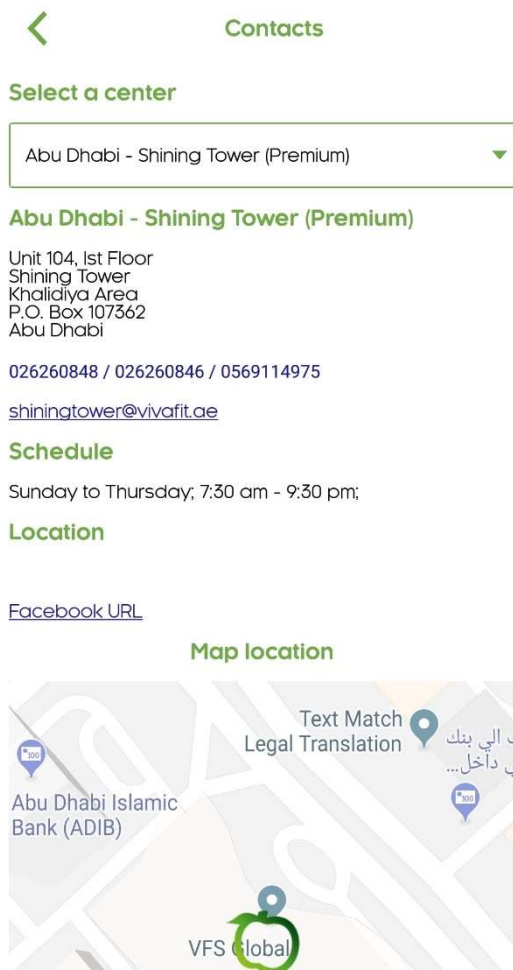 Contacts
Select a center
Abu Dhabi - Shining Tower (Premium)
Abu Dhabi - Shining Tower (Premium)
Unit 104, Ist Floor
Shining Tower
Khalidiya Area
P.O. Box 107362
Abu Dhabi
026260848 / 026260846 / 0569114975
shiningtower@vivafit.ae
Schedule
Sunday to Thursday; 7:30 am - 9:30 pm;
Location
Facebook URL
Map location
Text Match
Legal Translation
الي بنك
داخل...
Abu Dhabi Islamic
Bank (ADIB)
VFS Global